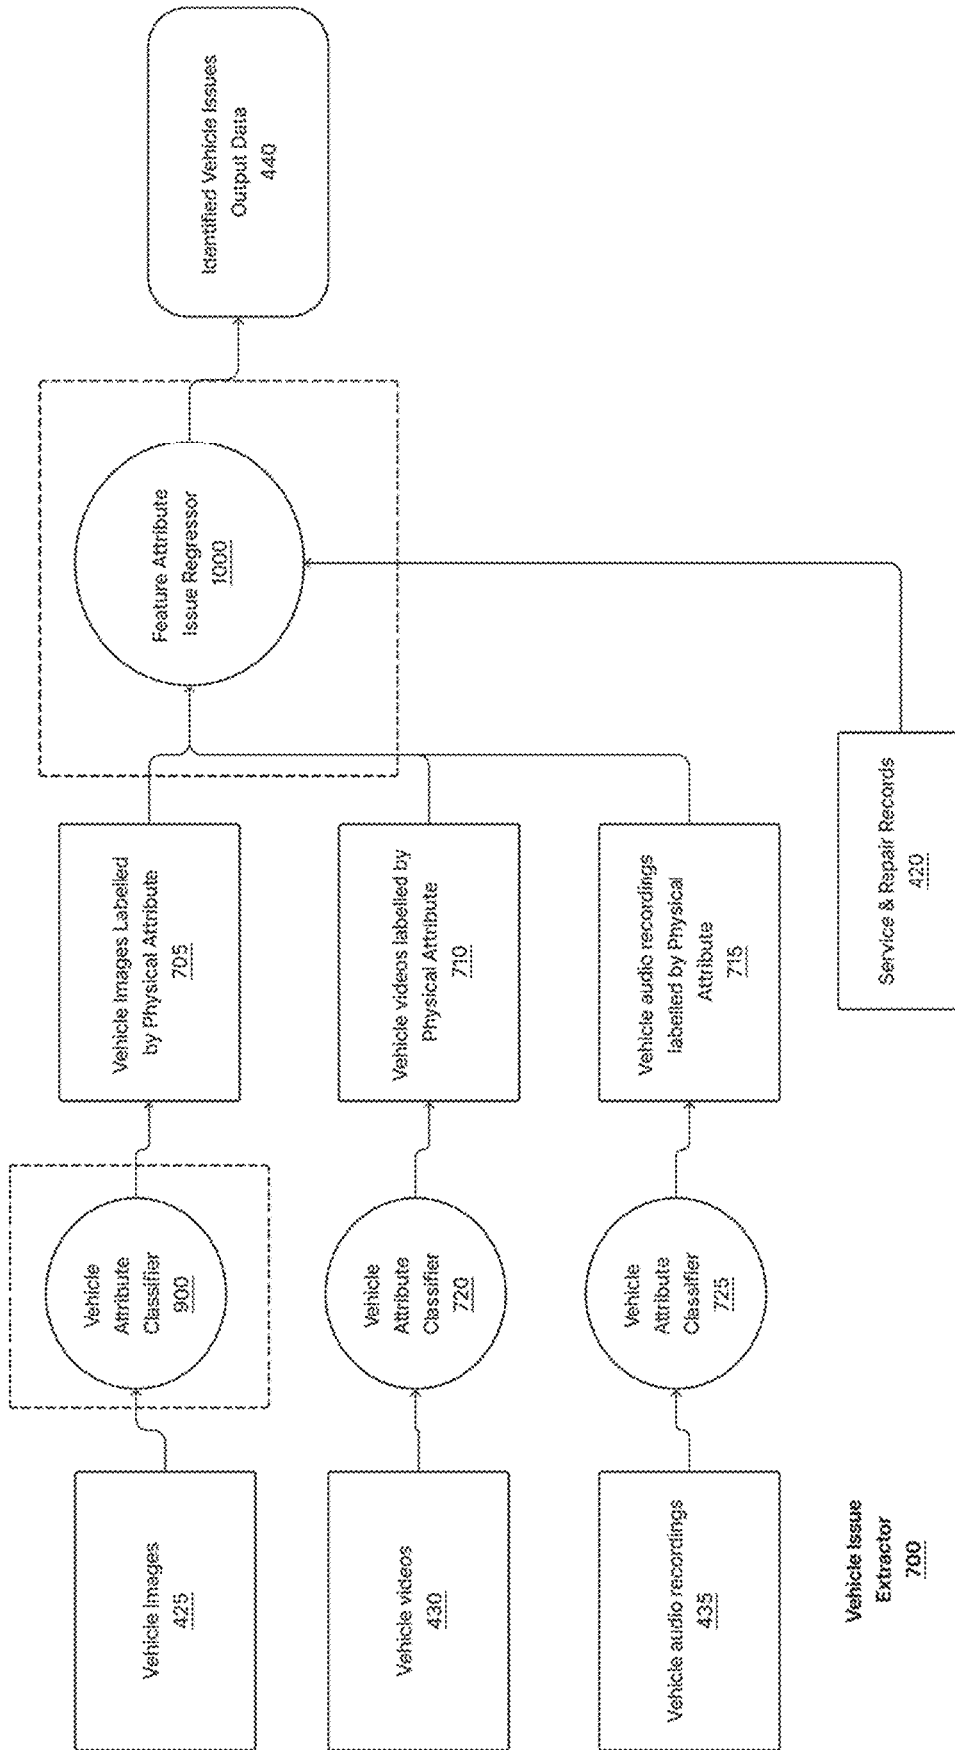 Vehicle Images
425
Vehicle
Attribute
Classifier
900
Vehicle Images Labelled
by Physical Attribute
705
Feature Attribute
Issue Regressor
1000
Identified Vehicle Issues
Output Data
440
Vehicle videos
430
Vehicle
Attribute
Classifier
720
Vehicle videos labelled by
Physical Attribute
710
Vehicle audio recordings
435
Vehicle
Attribute
Classifier
725
Vehicle audio recordings
labelled by Physical
Attribute
715
Service & Repair Records
420
Vehicle Issue
Extractor
700